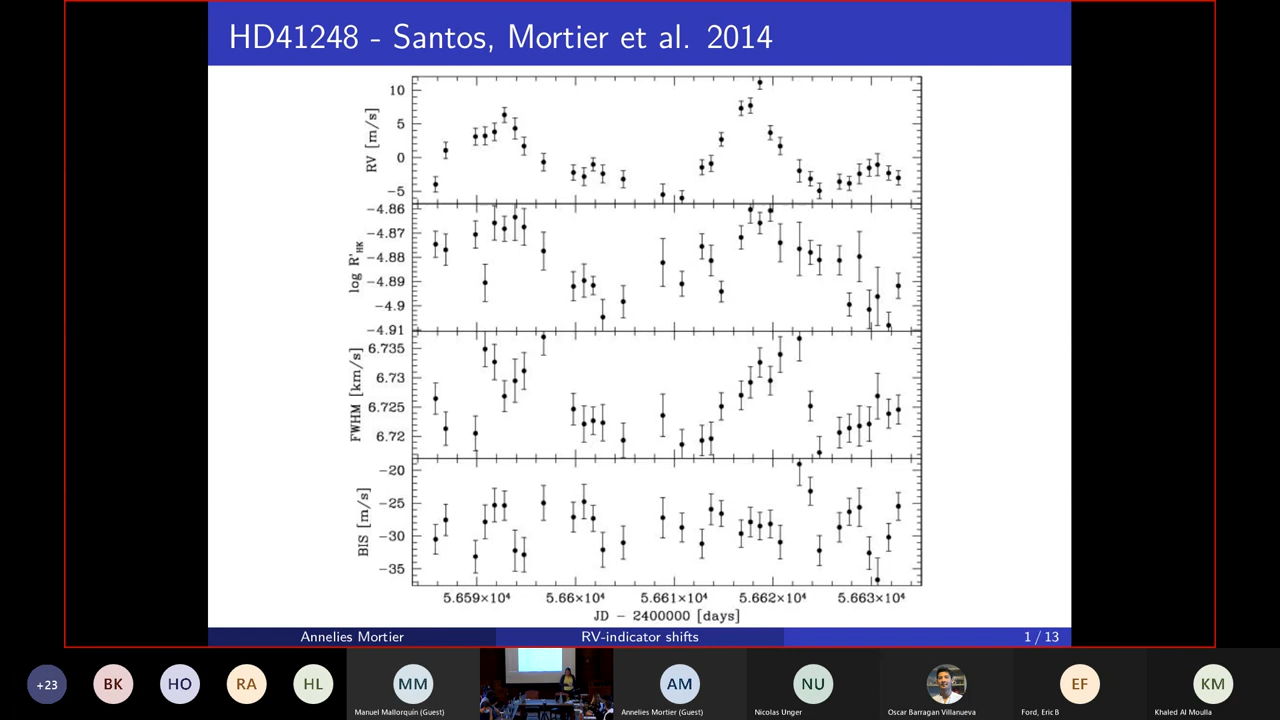 HD41248 - Santos, Mortier et al. 2014
10
5
0
−5
RV [m/s]
−4.86
−4.87
−4.88
−4.89
−4.9
−4.91
log R'HK
6.735
6.73
6.725
6.72
FWHM [km/s]
−20
−25
−30
−35
BIS [m/s]
5.659×10⁴ 5.66×10⁴ 5.661×10⁴ 5.662×10⁴ 5.663×10⁴
JD − 2400000 [days]
Annelies Mortier RV-indicator shifts 1 / 13
+23 BK HO RA HL MM AM NU EF KM
Manuel Mallorquín (Guest) Annelies Mortier (Guest) Nicolas Unger Oscar Barragan Villanueva Ford, Eric B Khaled Al Moulla